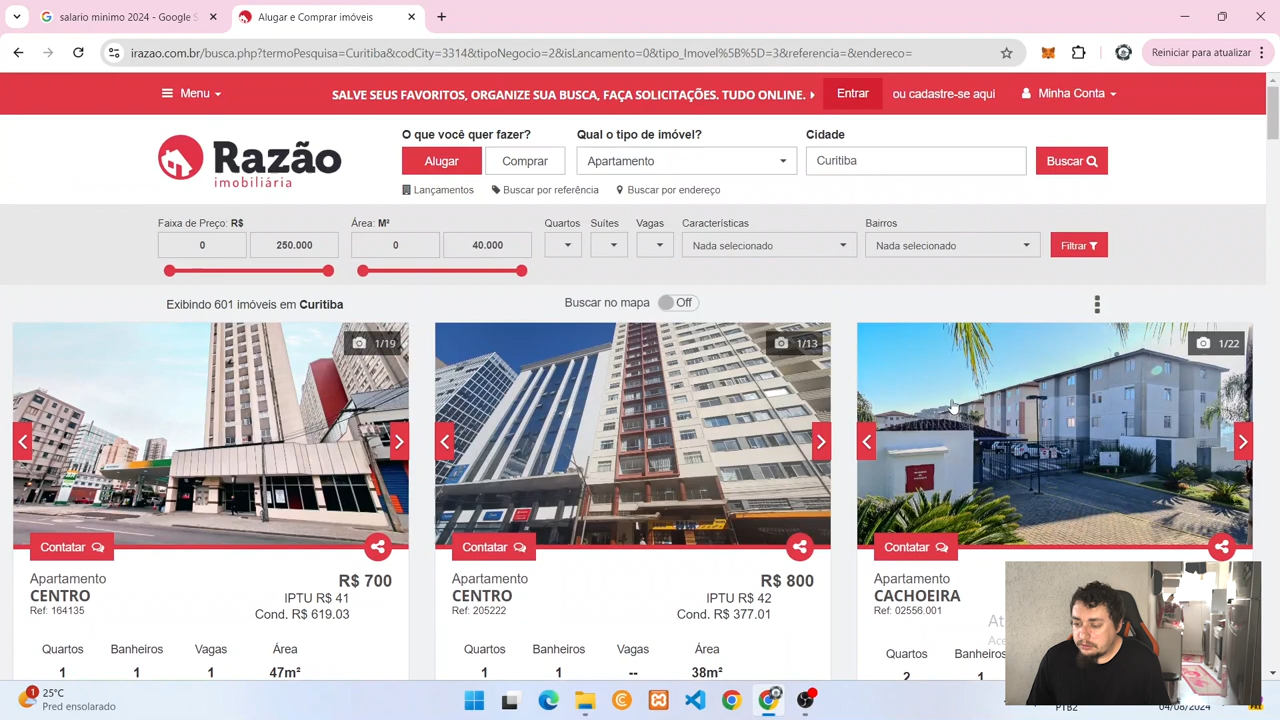 salario minimo 2024 - Google S
Alugar e Comprar imóveis
irazao.com.br/busca.php?termoPesquisa=Curitiba&codCity=3314&tipoNegocio=2&isLancamento=0&tipo_Imovel%5B%5D=3&referencia=&endereco=
Reiniciar para atualizar
Menu
SALVE SEUS FAVORITOS, ORGANIZE SUA BUSCA, FAÇA SOLICITAÇÕES. TUDO ONLINE.
Entrar
ou cadastre-se aqui
Minha Conta
Razão
imobiliária
O que você quer fazer?
Qual o tipo de imóvel?
Cidade
Alugar
Comprar
Apartamento
Curitiba
Buscar
Lançamentos
Buscar por referência
Buscar por endereço
Faixa de Preço: R$
Área: M²
Quartos
Suítes
Vagas
Características
Bairros
0
250.000
0
40.000
Nada selecionado
Nada selecionado
Filtrar
Exibindo 601 imóveis em Curitiba
Buscar no mapa
Off
1/19
1/13
1/22
Contatar
Contatar
Contatar
Apartamento
R$ 700
CENTRO
IPTU R$ 41
Ref: 164135
Cond. R$ 619.03
Quartos
Banheiros
Vagas
Área
1
1
1
47m²
Apartamento
R$ 800
CENTRO
IPTU R$ 42
Ref: 205222
Cond. R$ 377.01
Quartos
Banheiros
Vagas
Área
1
1
--
38m²
Apartamento
CACHOEIRA
Ref: 02556.001
Quartos
Banheiros
2
1
25°C
Pred ensolarado
1
PTB2
04/08/2024